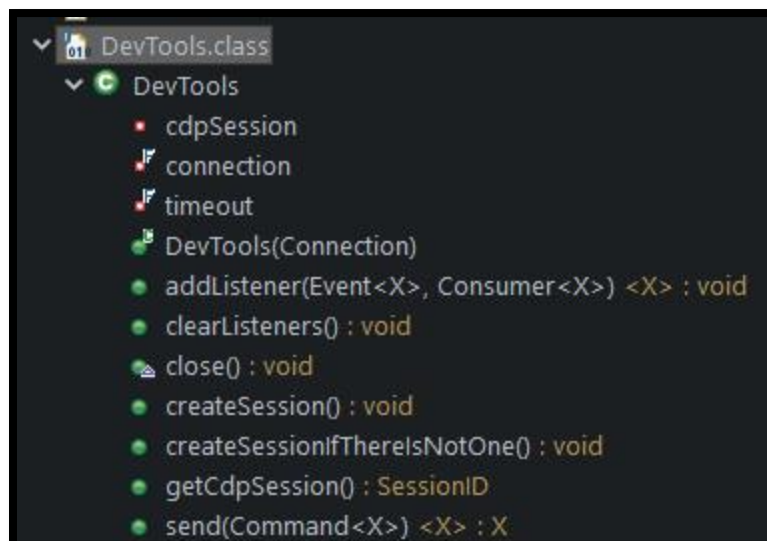 DevTools.class
DevTools
cdpSession
connection
timeout
DevTools(Connection)
addListener(Event<X>, Consumer<X>) <X> : void
clearListeners() : void
close() : void
createSession() : void
createSessionIfThereIsNotOne() : void
getCdpSession() : SessionID
send(Command<X>) <X> : X